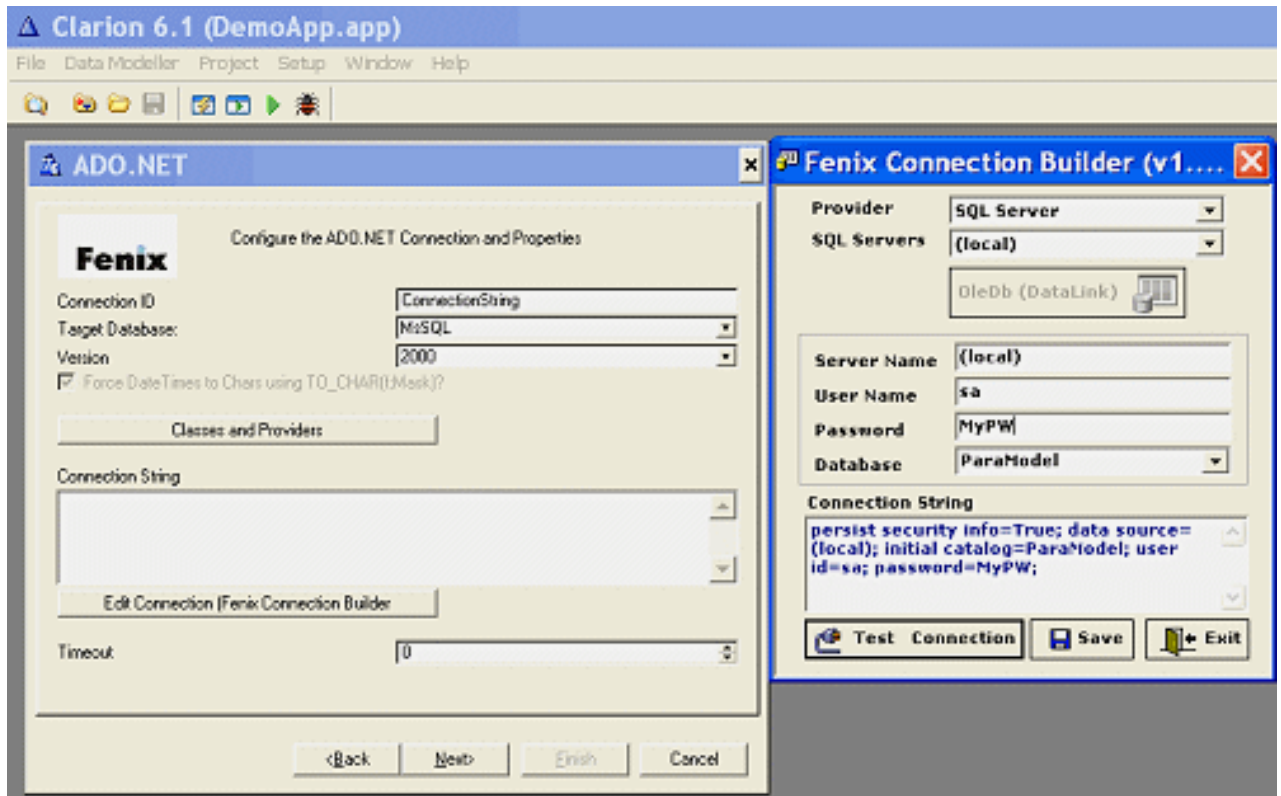 Clarion 6.1 (DemoApp.app)
File Data Modeller Project Setup Window Help
ADO.NET
Fenix
Configure the ADO.NET Connection and Properties
Connection ID ConnectionString
Target Database: MsSQL
Version 2000
Force DateTimes to Chars using TO_CHAR(f,Mask)?
Classes and Providers
Connection String
Edit Connection (Fenix Connection Builder
Timeout 0
<Back Next> Finish Cancel
Fenix Connection Builder (v1....
Provider SQL Server
SQL Servers (local)
OleDb (DataLink)
Server Name (local)
User Name sa
Password MyPW
Database ParaModel
Connection String
persist security info=True; data source=
(local); initial catalog=ParaModel; user
id=sa; password=MyPW;
Test Connection Save Exit